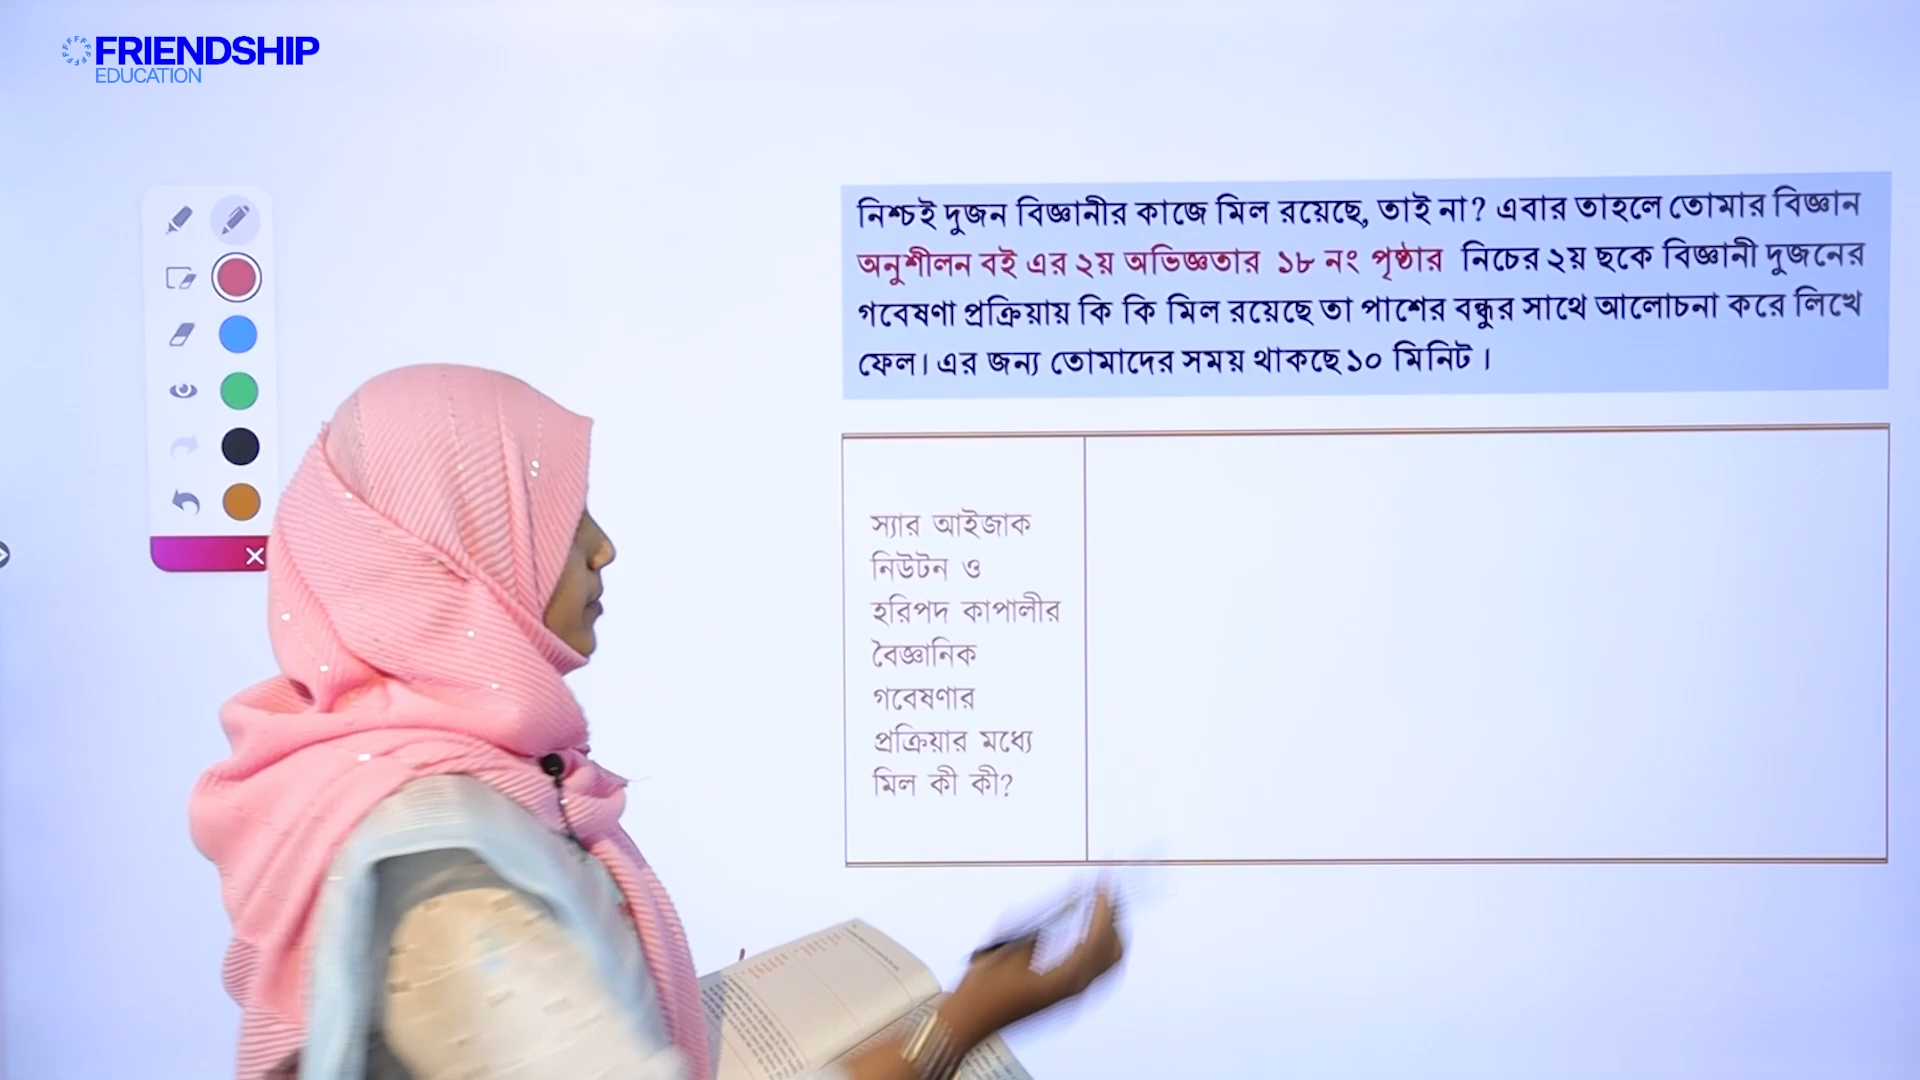 FRIENDSHIP
EDUCATION
নিশ্চই দুজন বিজ্ঞানীর কাজে মিল রয়েছে, তাই না? এবার তাহলে তোমার বিজ্ঞান
অনুশীলন বই এর ২য় অভিজ্ঞতার ১৮ নং পৃষ্ঠার নিচের ২য় ছকে বিজ্ঞানী দুজনের
গবেষণা প্রক্রিয়ায় কি কি মিল রয়েছে তা পাশের বন্ধুর সাথে আলোচনা করে লিখে
ফেল। এর জন্য তোমাদের সময় থাকছে ১০ মিনিট।
স্যার আইজাক
নিউটন ও
হরিপদ কাপালীর
বৈজ্ঞানিক
গবেষণার
প্রক্রিয়ার মধ্যে
মিল কী কী?